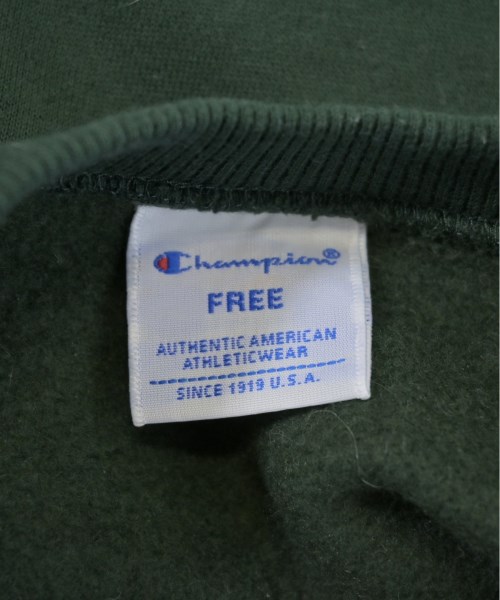 Champion®
FREE
AUTHENTIC AMERICAN
ATHLETICWEAR
SINCE 1919 U.S.A.